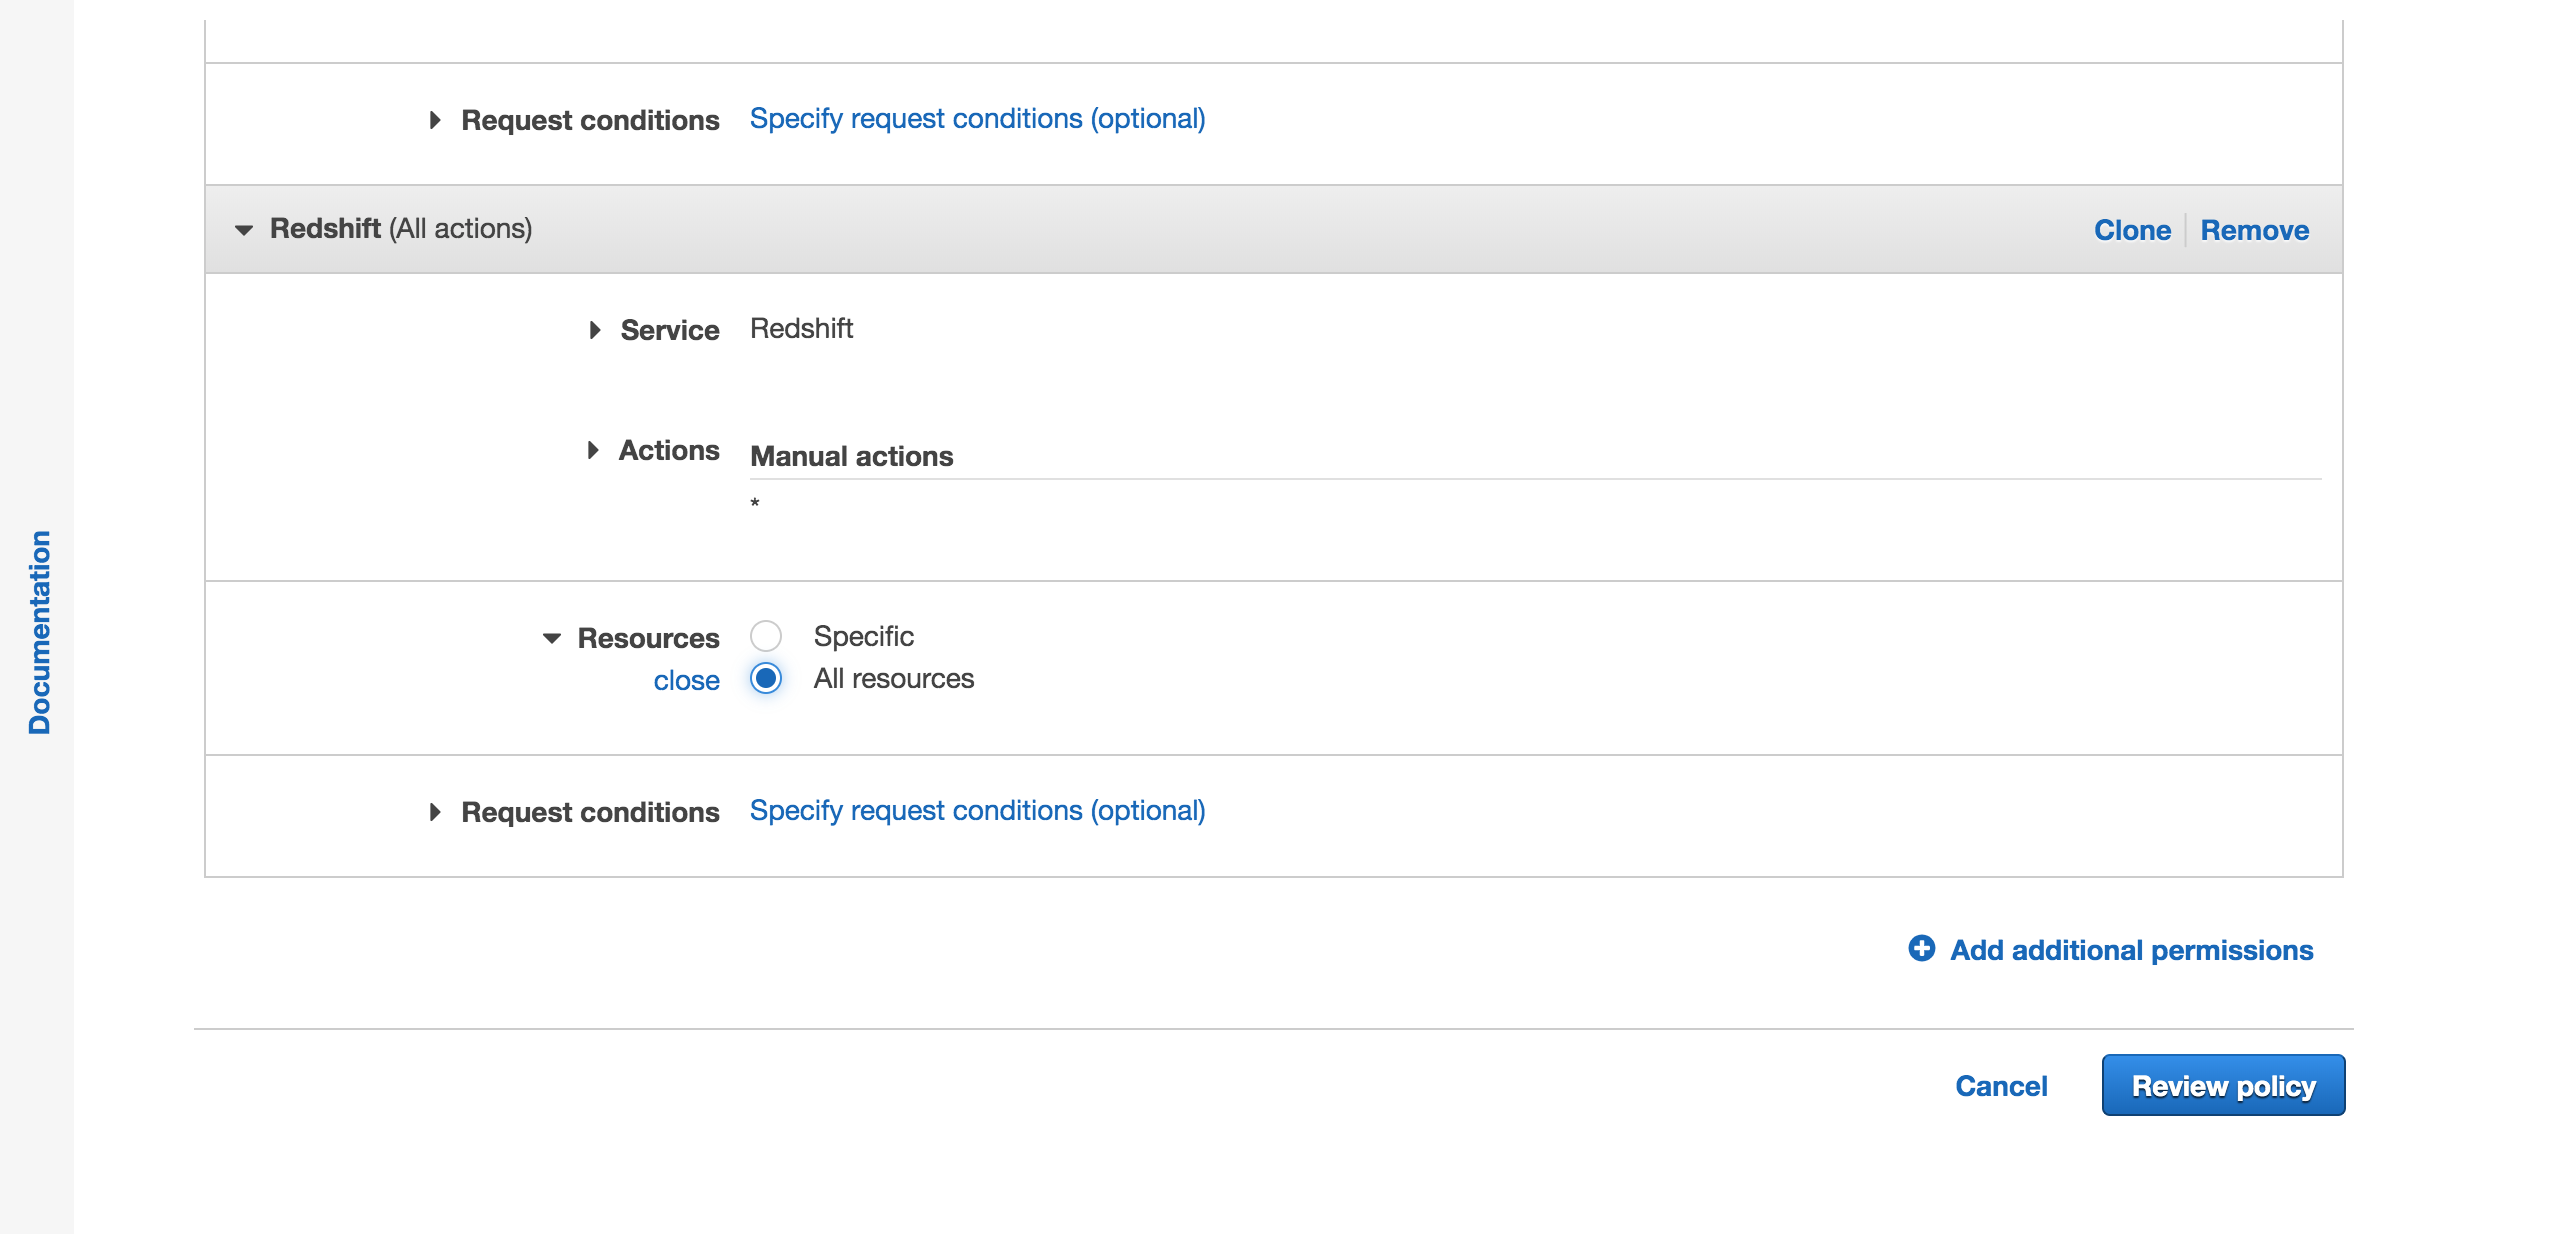 Request conditions Specify request conditions (optional)
Redshift (All actions) Clone Remove
Service Redshift
Actions Manual actions
*
Documentation
Resources Specific
close All resources
Request conditions Specify request conditions (optional)
Add additional permissions
Cancel Review policy